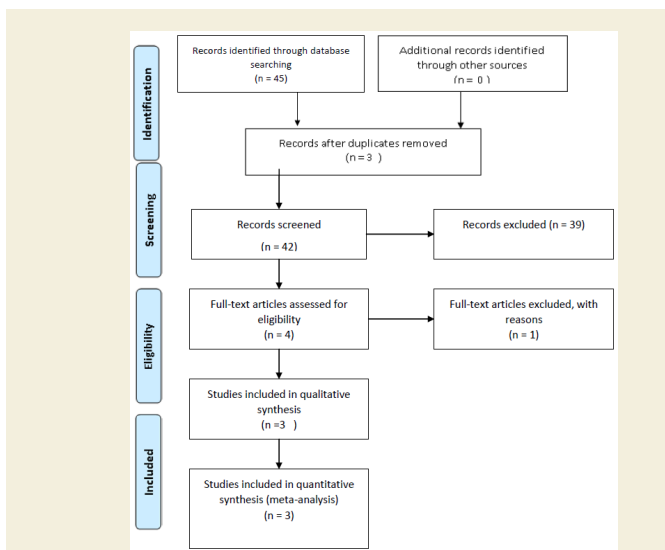 Identification
Records identified through database
searching
(n = 45)
Additional records identified
through other sources
(n = 0 )
Records after duplicates removed
(n = 3 )
Screening
Records screened
(n = 42)
Records excluded (n = 39)
Eligibility
Full-text articles assessed for
eligibility
(n = 4)
Full-text articles excluded, with
reasons
(n = 1)
Studies included in qualitative
synthesis
(n =3 )
Included
Studies included in quantitative
synthesis (meta-analysis)
(n = 3)